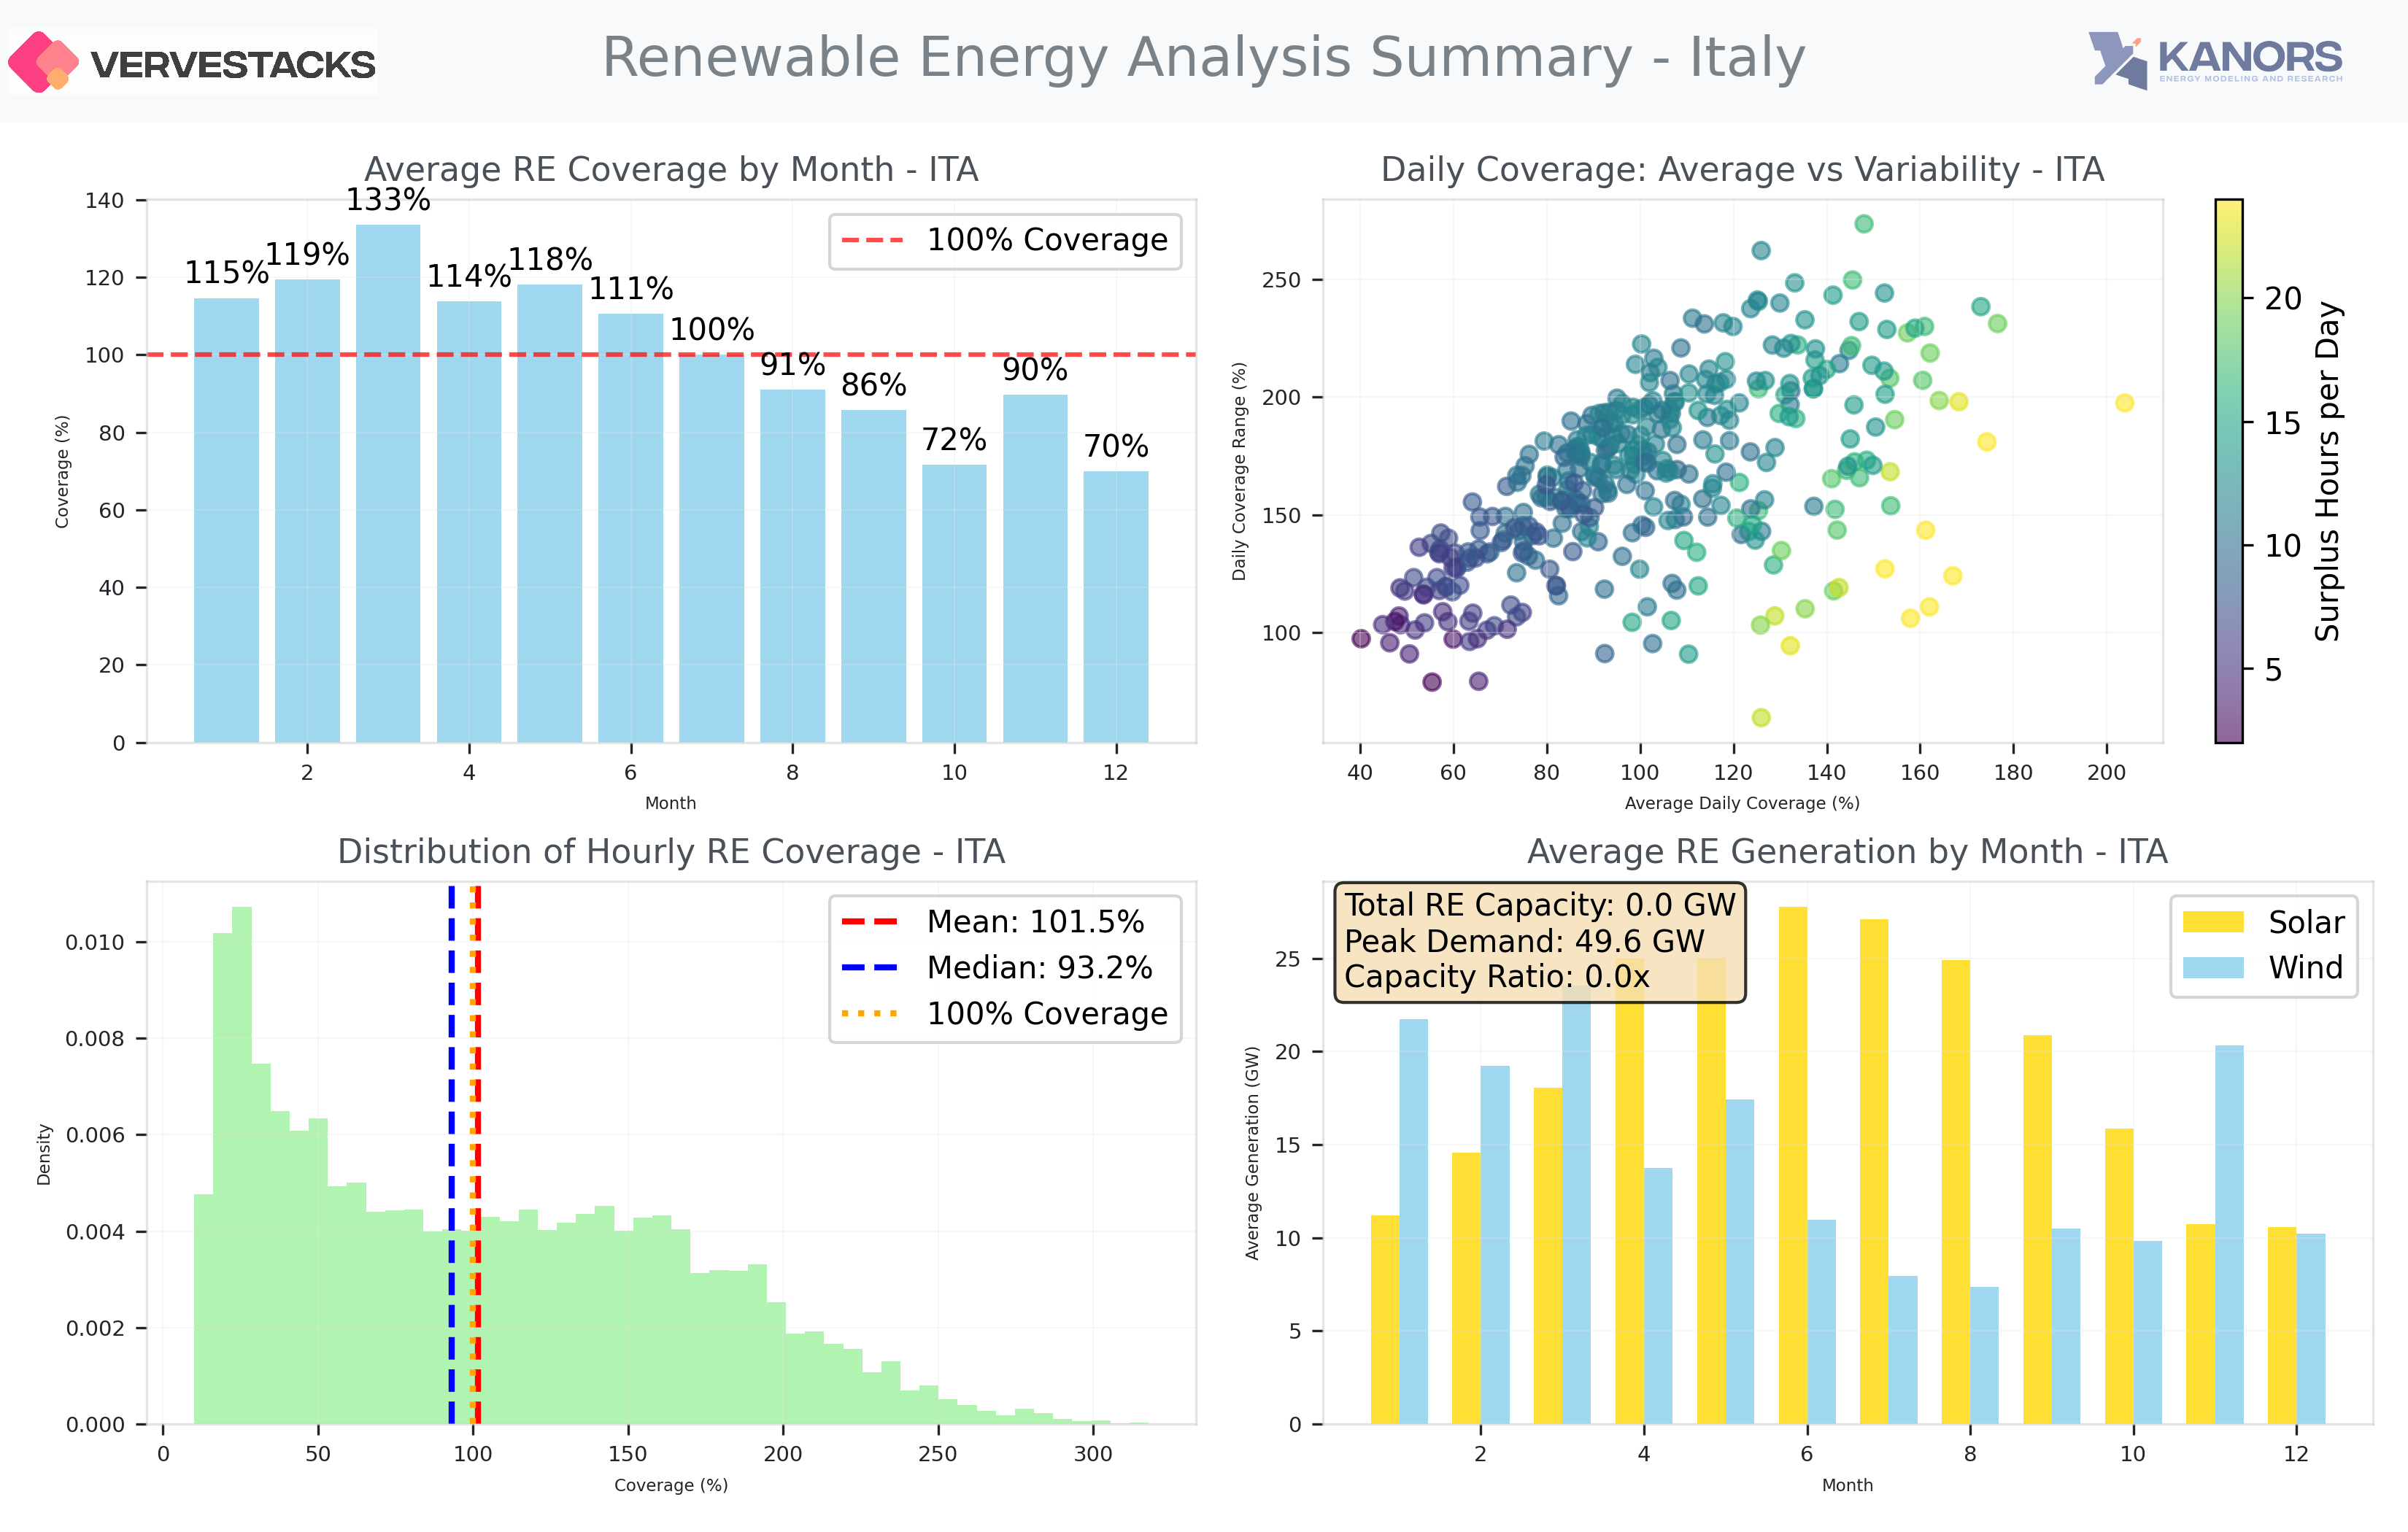 VERVESTACKS
Renewable Energy Analysis Summary - Italy
KANORS
ENERGY MODELING AND RESEARCH
Average RE Coverage by Month - ITA
140
120
100
80
60
40
20
0
Coverage (%)
115%
119%
133%
114%
118%
111%
100%
91%
86%
72%
90%
70%
100% Coverage
2
4
6
8
10
12
Month
Daily Coverage: Average vs Variability - ITA
250
200
150
100
Daily Coverage Range (%)
40
60
80
100
120
140
160
180
200
Average Daily Coverage (%)
20
15
10
5
Surplus Hours per Day
Distribution of Hourly RE Coverage - ITA
0.010
0.008
0.006
0.004
0.002
0.000
Density
Mean: 101.5%
Median: 93.2%
100% Coverage
0
50
100
150
200
250
300
Coverage (%)
Average RE Generation by Month - ITA
Total RE Capacity: 0.0 GW
Peak Demand: 49.6 GW
Capacity Ratio: 0.0x
Solar
Wind
25
20
15
10
5
0
Average Generation (GW)
2
4
6
8
10
12
Month